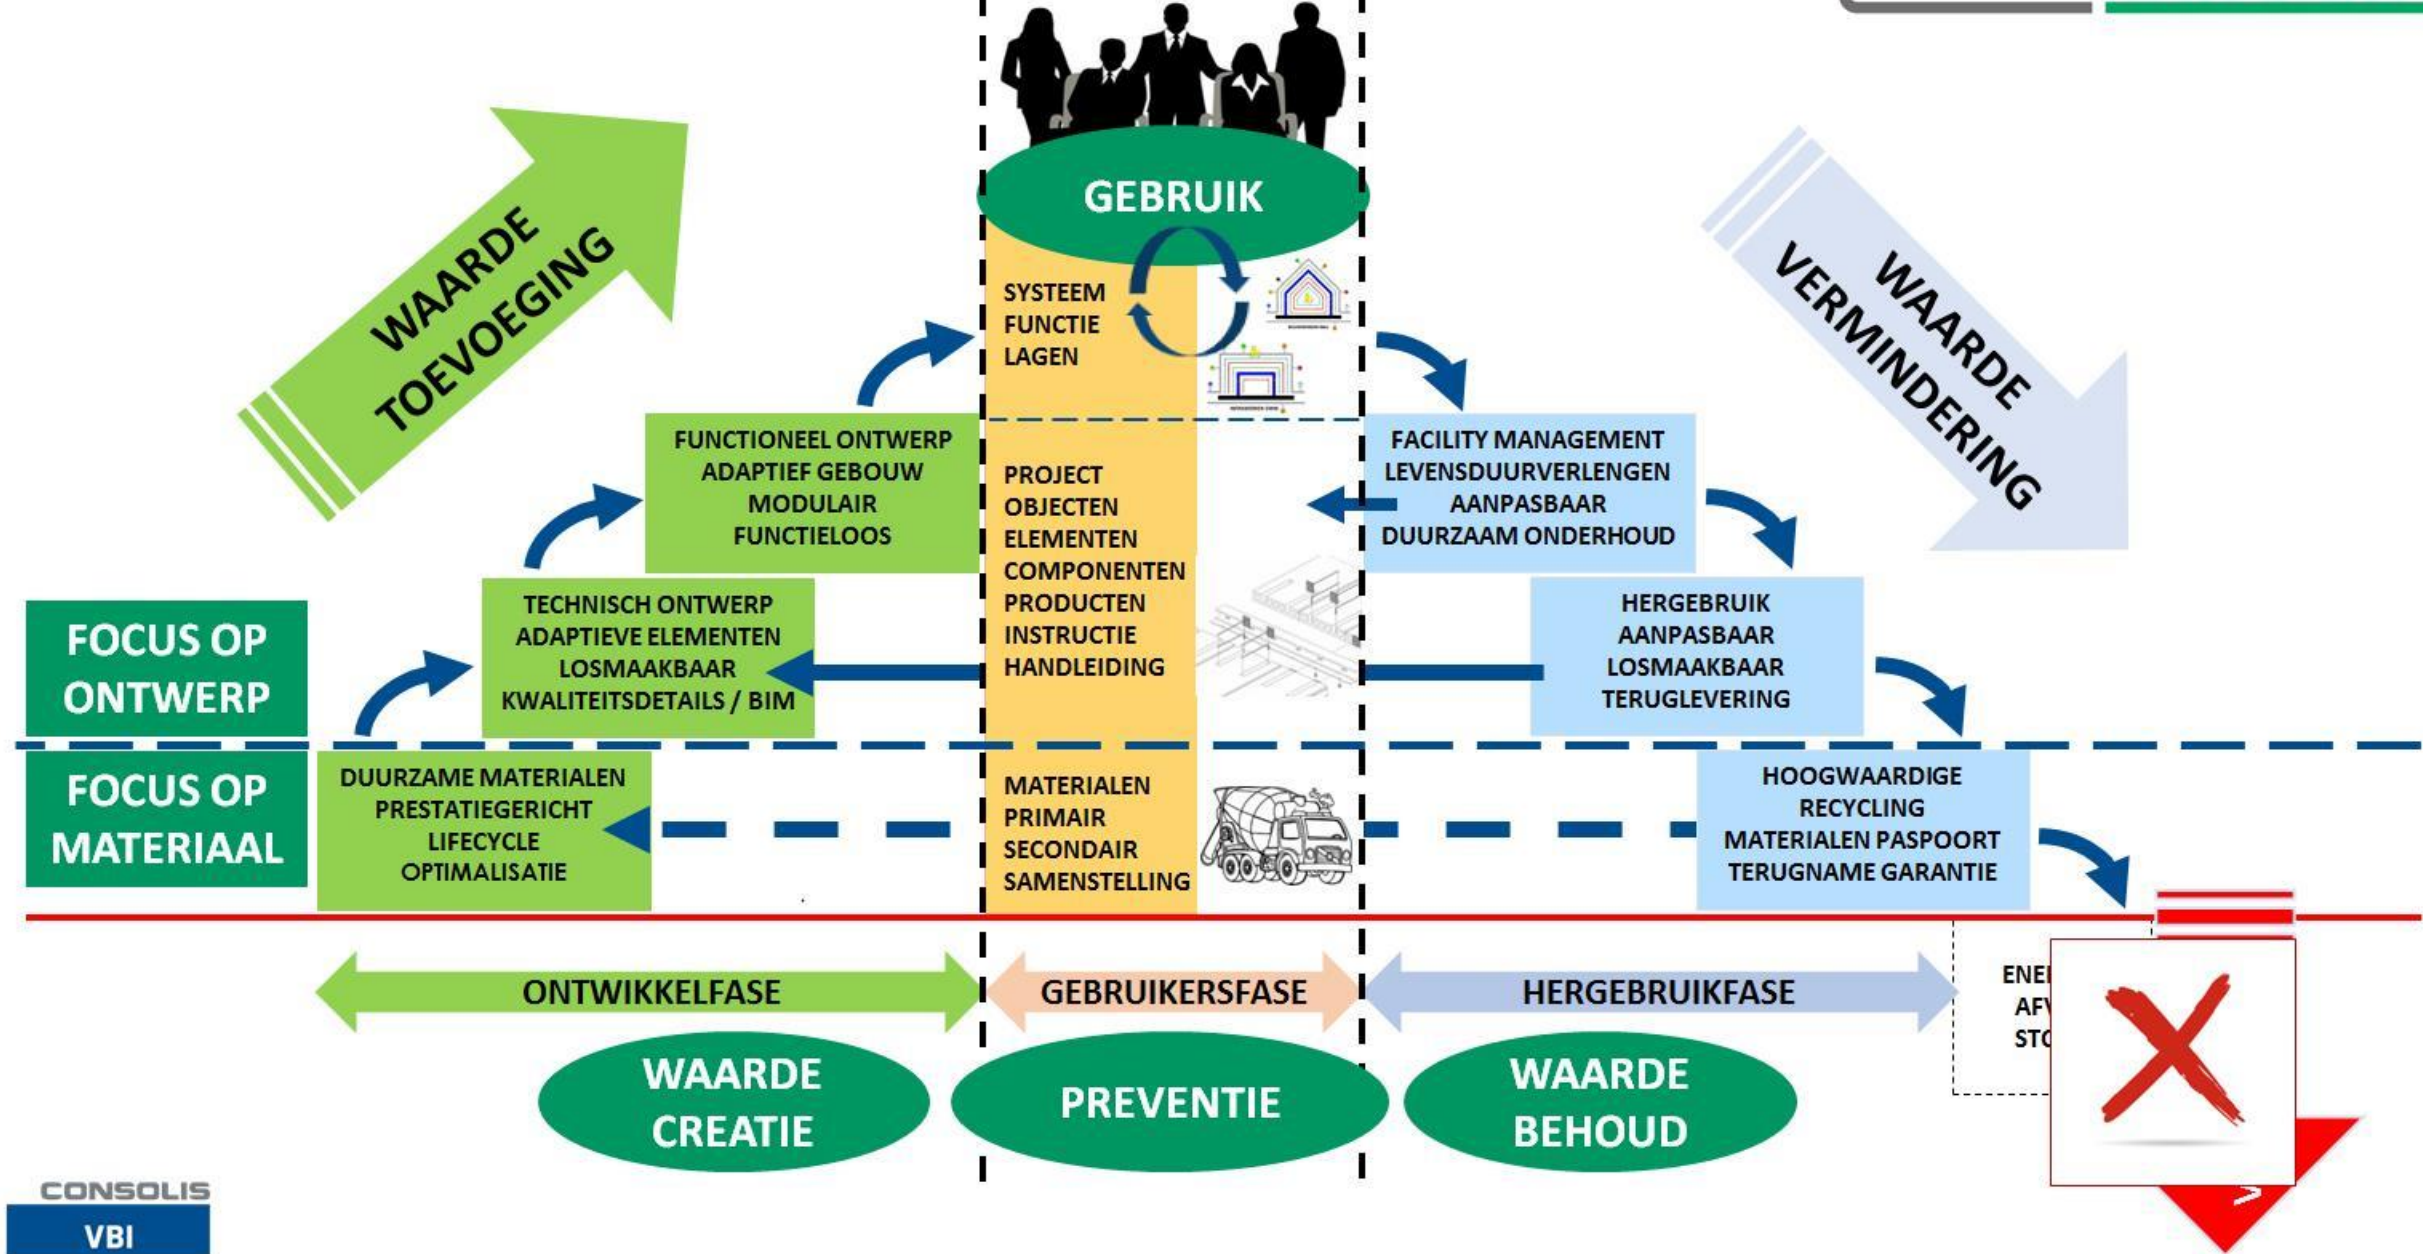 GEBRUIK
WAARDE
TOEVOEGING
WAARDE
VERMINDERING
SYSTEEM
FUNCTIE
LAGEN
FUNCTIONEEL ONTWERP
ADAPTIEF GEBOUW
MODULAIR
FUNCTIELOOS
PROJECT
OBJECTEN
ELEMENTEN
COMPONENTEN
PRODUCTEN
INSTRUCTIE
HANDLEIDING
FACILITY MANAGEMENT
LEVENSDUURVERLENGEN
AANPASBAAR
DUURZAAM ONDERHOUD
FOCUS OP
ONTWERP
TECHNISCH ONTWERP
ADAPTIEVE ELEMENTEN
LOSMAAKBAAR
KWALITEITSDETAILS / BIM
HERGEBRUIK
AANPASBAAR
LOSMAAKBAAR
TERUGLEVERING
FOCUS OP
MATERIAAL
DUURZAME MATERIALEN
PRESTATIEGERICHT
LIFECYCLE
OPTIMALISATIE
MATERIALEN
PRIMAIR
SECONDAIR
SAMENSTELLING
HOOGWAARDIGE
RECYCLING
MATERIALEN PASPOORT
TERUGNAME GARANTIE
ONTWIKKELFASE
GEBRUIKERSFASE
HERGEBRUIKFASE
WAARDE
CREATIE
PREVENTIE
WAARDE
BEHOUD
CONSOLIS
VBI